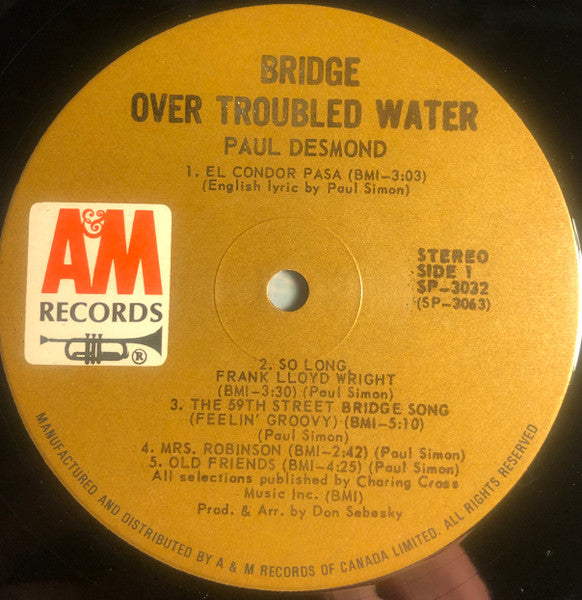 BRIDGE
OVER TROUBLED WATER
PAUL DESMOND
1. EL CONDOR PASA (BMI-3:03)
(English lyric by Paul Simon)
A&M
RECORDS
®
STEREO
SIDE 1
SP-3032
(SP-3063)
2. SO LONG,
FRANK LLOYD WRIGHT
(BMI-3:30) (Paul Simon)
3. THE 59TH STREET BRIDGE SONG
(FEELIN' GROOVY) (BMI-5:10)
(Paul Simon)
4. MRS. ROBINSON (BMI-2:42) (Paul Simon)
5. OLD FRIENDS (BMI-4:25) (Paul Simon)
All selections published by Charing Cross
Music Inc. (BMI)
Prod. & Arr. by Don Sebesky
MANUFACTURED AND DISTRIBUTED BY A & M RECORDS OF CANADA LIMITED. ALL RIGHTS RESERVED